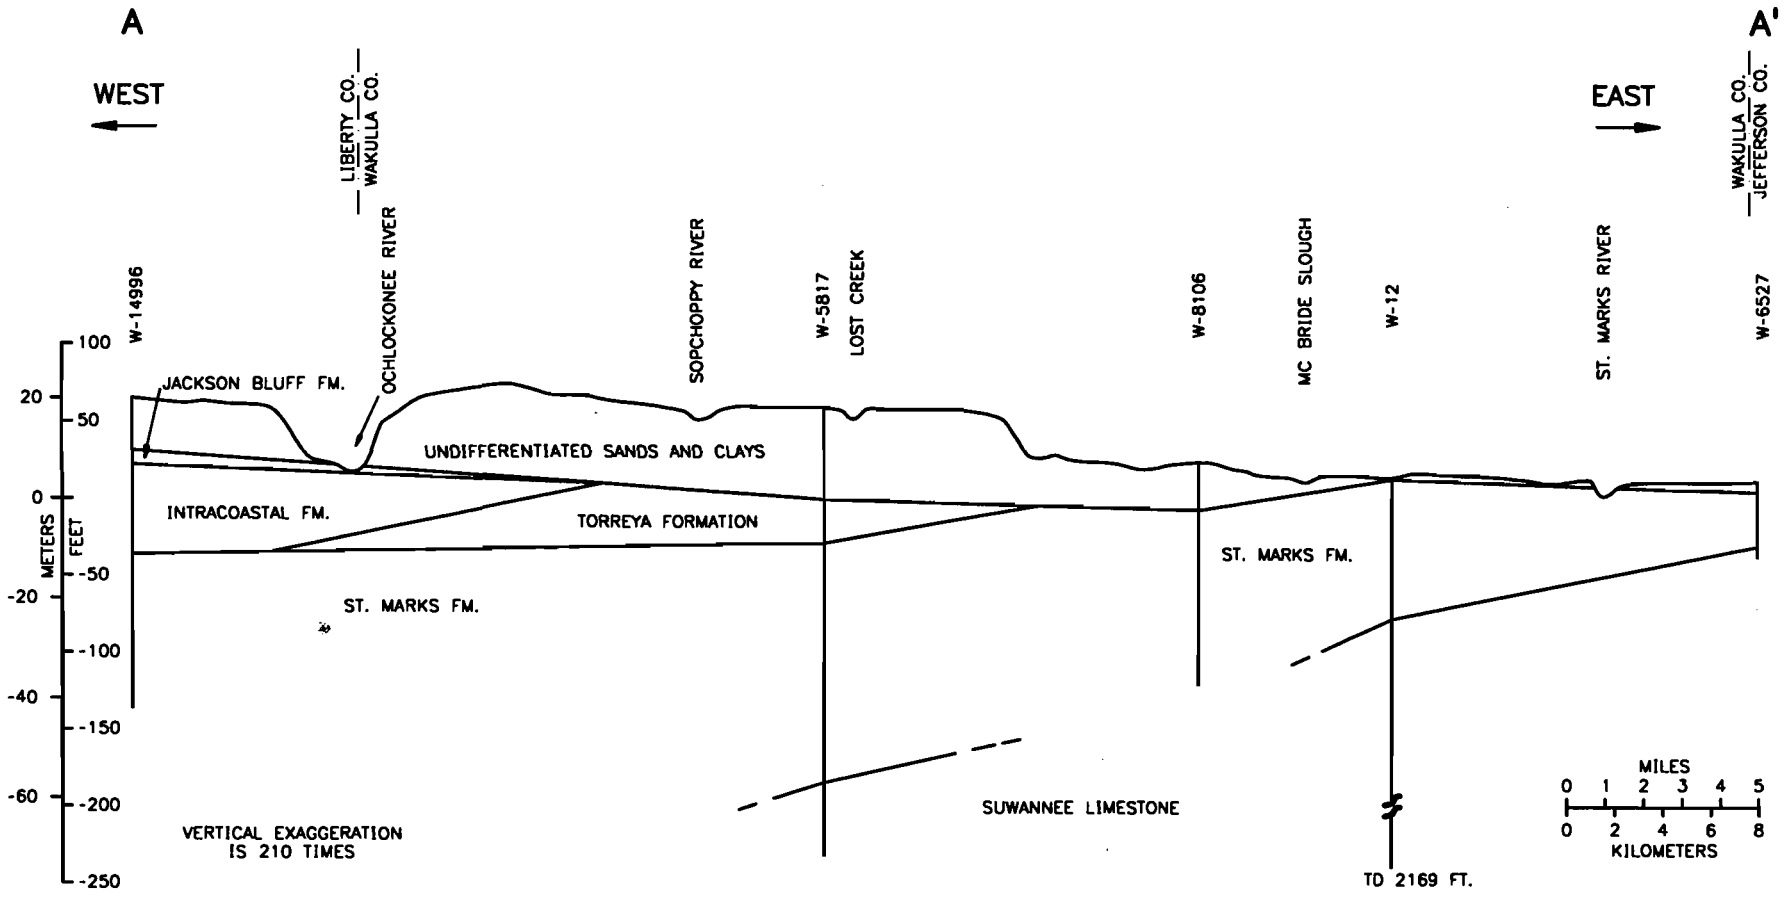 A
A'
WEST
EAST
LIBERTY CO.
WAKULLA CO.
WAKULLA CO.
JEFFERSON CO.
W-14996
OCHLOCKONEE RIVER
SOPCHOPPY RIVER
W-5817
LOST CREEK
W-8106
MC BRIDE SLOUGH
W-12
ST. MARKS RIVER
W-6527
100
20
50
0
METERS
FEET
-50
-20
-100
-40
-150
-60
-200
-250
JACKSON BLUFF FM.
UNDIFFERENTIATED SANDS AND CLAYS
INTRACOASTAL FM.
TORREYA FORMATION
ST. MARKS FM.
ST. MARKS FM.
SUWANNEE LIMESTONE
VERTICAL EXAGGERATION
IS 210 TIMES
MILES
0 1 2 3 4 5
0 2 4 6 8
KILOMETERS
TD 2169 FT.